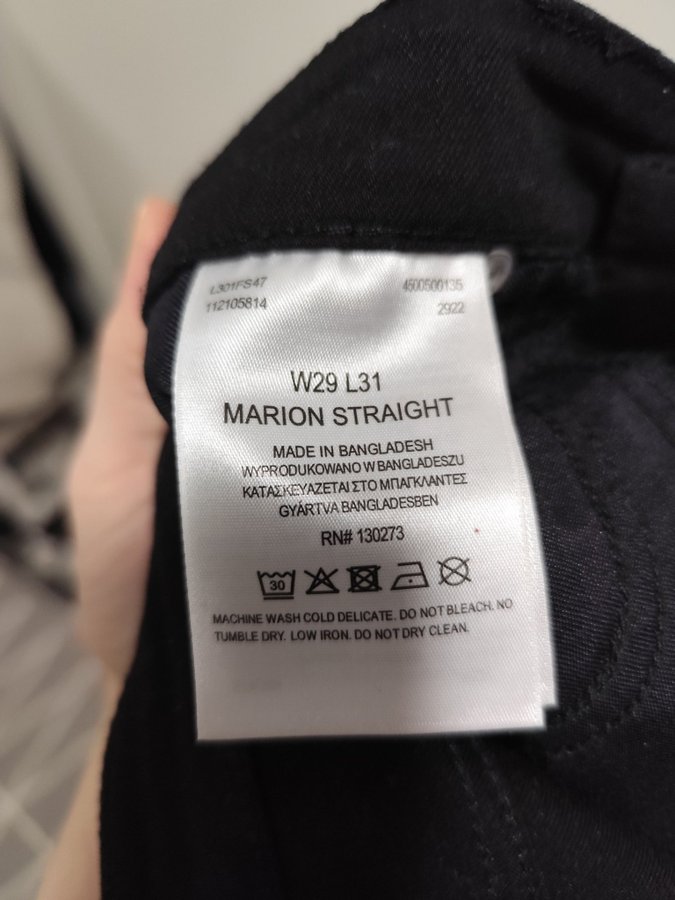 L301FS47 4500500135
112105814 2922
W29 L31
MARION STRAIGHT
MADE IN BANGLADESH
WYPRODUKOWANO W BANGLADESZU
ΚΑΤΑΣΚΕΥΑΖΕΤΑΙ ΣΤΟ ΜΠΑΓΚΛΑΝΤΕΣ
GYÁRTVA BANGLADESBEN
RN# 130273
30
MACHINE WASH COLD DELICATE. DO NOT BLEACH. NO
TUMBLE DRY. LOW IRON. DO NOT DRY CLEAN.